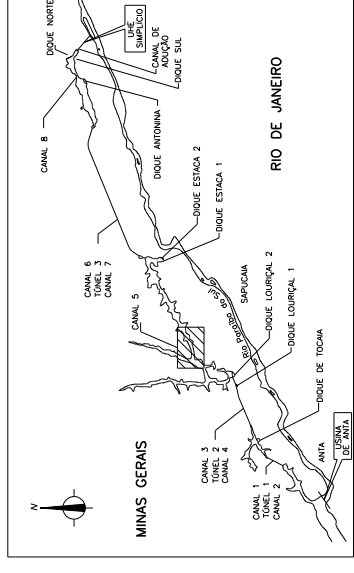 N
MINAS GERAIS
RIO DE JANEIRO
CANAL 1
TÚNEL 1
CANAL 2
USINA
DE ANTA
ANTA
DIQUE DE TOCAIA
CANAL 3
TÚNEL 2
CANAL 4
DIQUE LOURIÇAL 1
DIQUE LOURIÇAL 2
Rio Paraíba do Sul
SAPUCAIA
CANAL 5
DIQUE ESTACA 1
DIQUE ESTACA 2
CANAL 6
TÚNEL 3
CANAL 7
DIQUE ANTONINA
CANAL 8
DIQUE NORTE
UHE
SIMPLÍCIO
CANAL DE
ADUÇÃO
DIQUE SUL